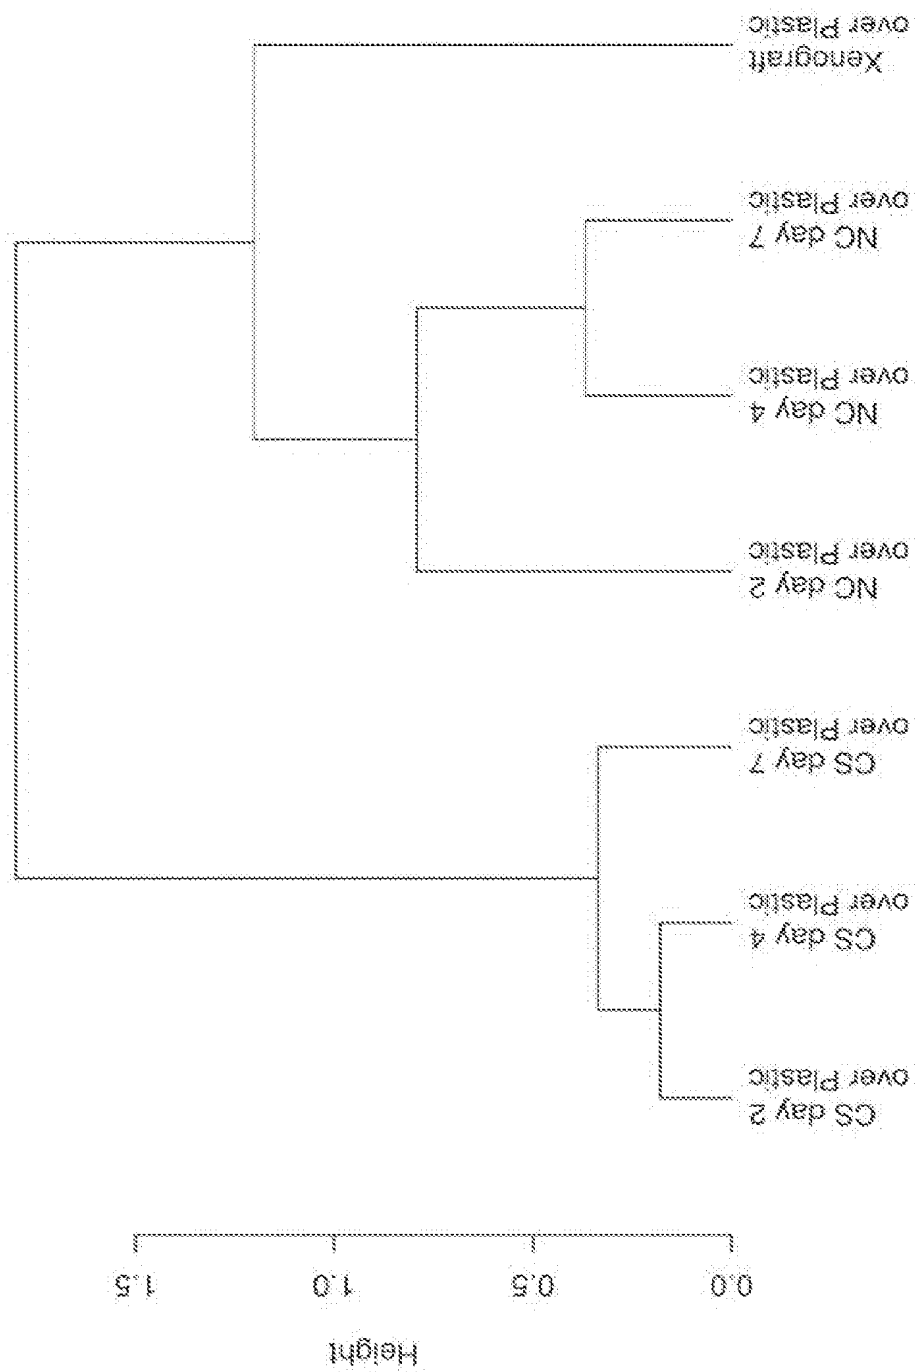 Height
0.0
0.5
1.0
1.5
CS day 2
over Plastic
CS day 4
over Plastic
CS day 7
over Plastic
NC day 2
over Plastic
NC day 4
over Plastic
NC day 7
over Plastic
Xenograft
over Plastic